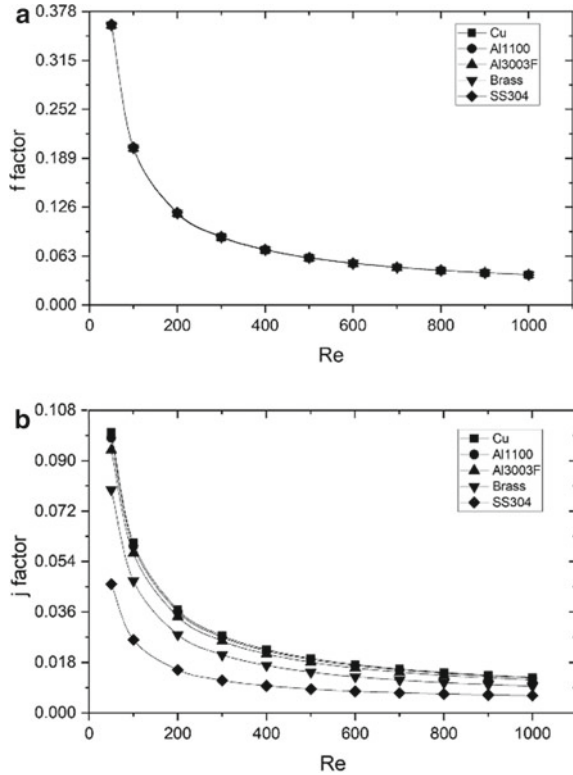 a
0.378
0.315
0.252
0.189
0.126
0.063
0.000
f factor
Cu
Al1100
Al3003F
Brass
SS304
0
200
400
600
800
1000
Re
b
0.108
0.090
0.072
0.054
0.036
0.018
0.000
j factor
Cu
Al1100
Al3003F
Brass
SS304
0
200
400
600
800
1000
Re